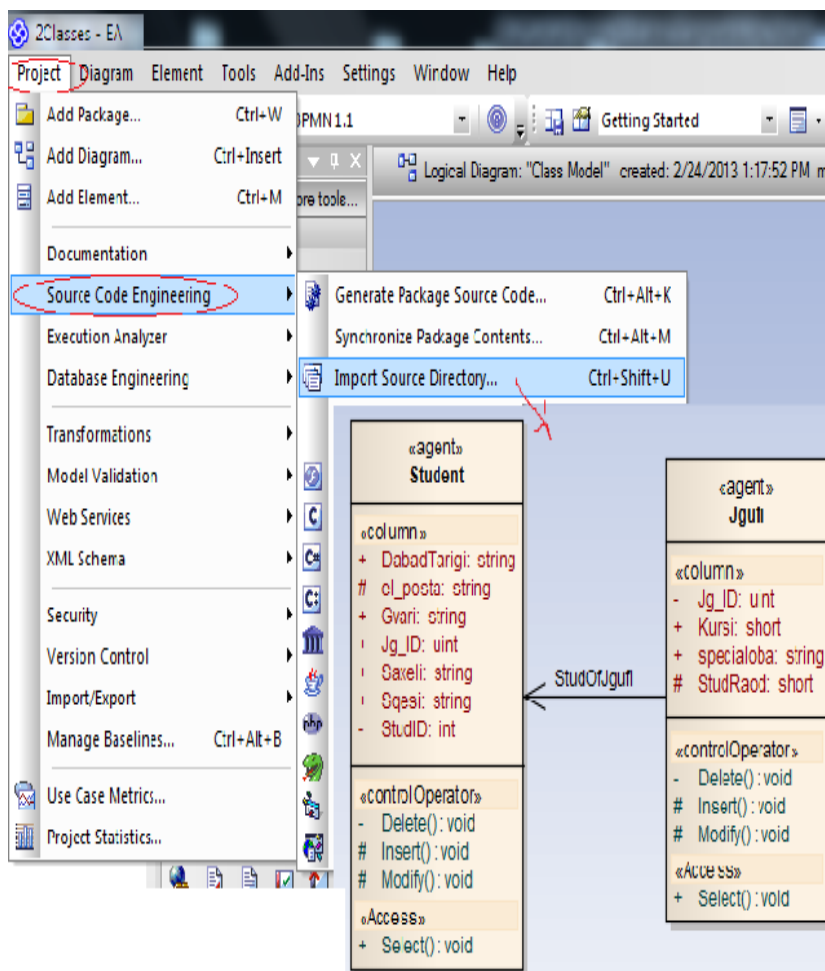 2Classes - EA
Project Diagram Element Tools Add-Ins Settings Window Help
Add Package... Ctrl+W
Add Diagram... Ctrl+Insert
Add Element... Ctrl+M
Documentation
Source Code Engineering
Execution Analyzer
Database Engineering
Transformations
Model Validation
Web Services
XML Schema
Security
Version Control
Import/Export
Manage Baselines... Ctrl+Alt+B
Use Case Metrics...
Project Statistics...
BPMN 1.1
Getting Started
ore tools...
Logical Diagram: "Class Model" created: 2/24/2013 1:17:52 PM m
Generate Package Source Code... Ctrl+Alt+K
Synchronize Package Contents... Ctrl+Alt+M
Import Source Directory... Ctrl+Shift+U
C
C#
C:
php
«agent»
Student
«column»
+ DabadTarigi: string
# el_posta: string
+ Gvari: string
+ Jg_ID: uint
+ Saxeli: string
+ Sqesi: string
- StudID: int
«controlOperator»
- Delete(): void
# Insert(): void
# Modify(): void
«Access»
+ Select(): void
StudOfJgufi
«agent»
Jgufi
«column»
- Jg_ID: uint
+ Kursi: short
+ specialoba: string
# StudRaod: short
«controlOperator»
- Delete(): void
# Insert(): void
# Modify(): void
«Access»
+ Select(): void